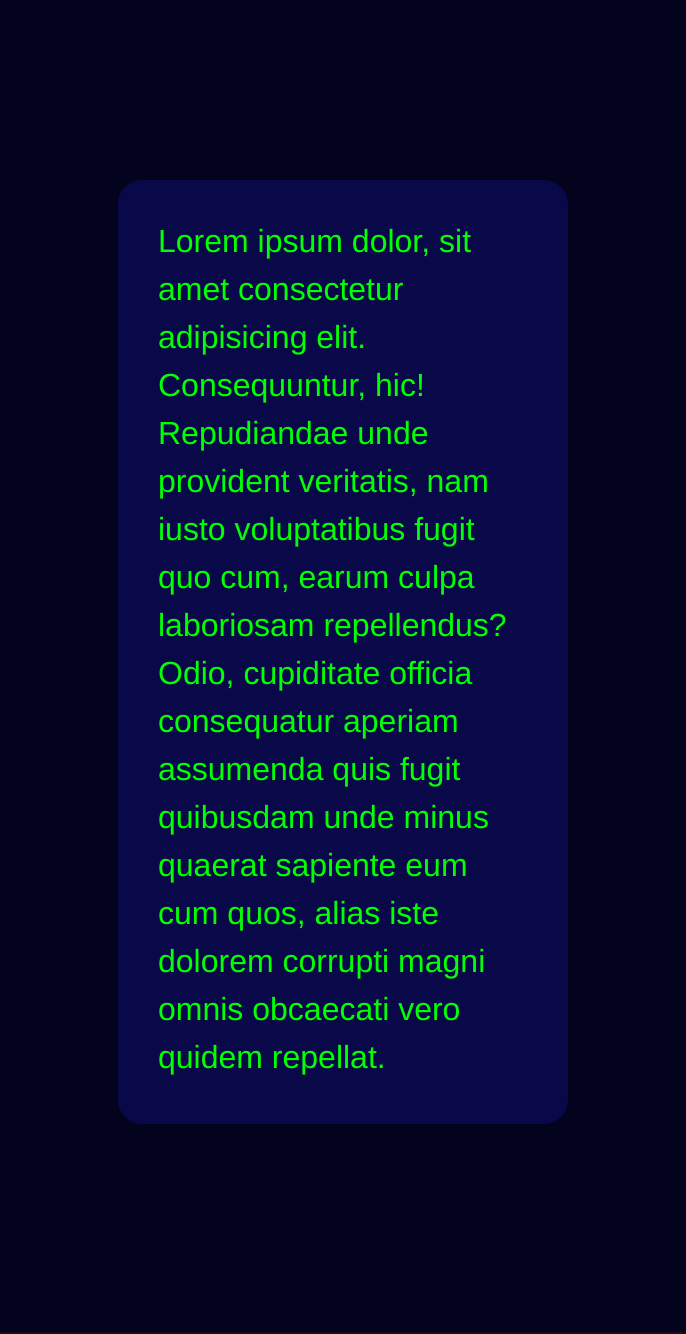 Lorem ipsum dolor, sit
amet consectetur
adipisicing elit.
Consequuntur, hic!
Repudiandae unde
provident veritatis, nam
iusto voluptatibus fugit
quo cum, earum culpa
laboriosam repellendus?
Odio, cupiditate officia
consequatur aperiam
assumenda quis fugit
quibusdam unde minus
quaerat sapiente eum
cum quos, alias iste
dolorem corrupti magni
omnis obcaecati vero
quidem repellat.